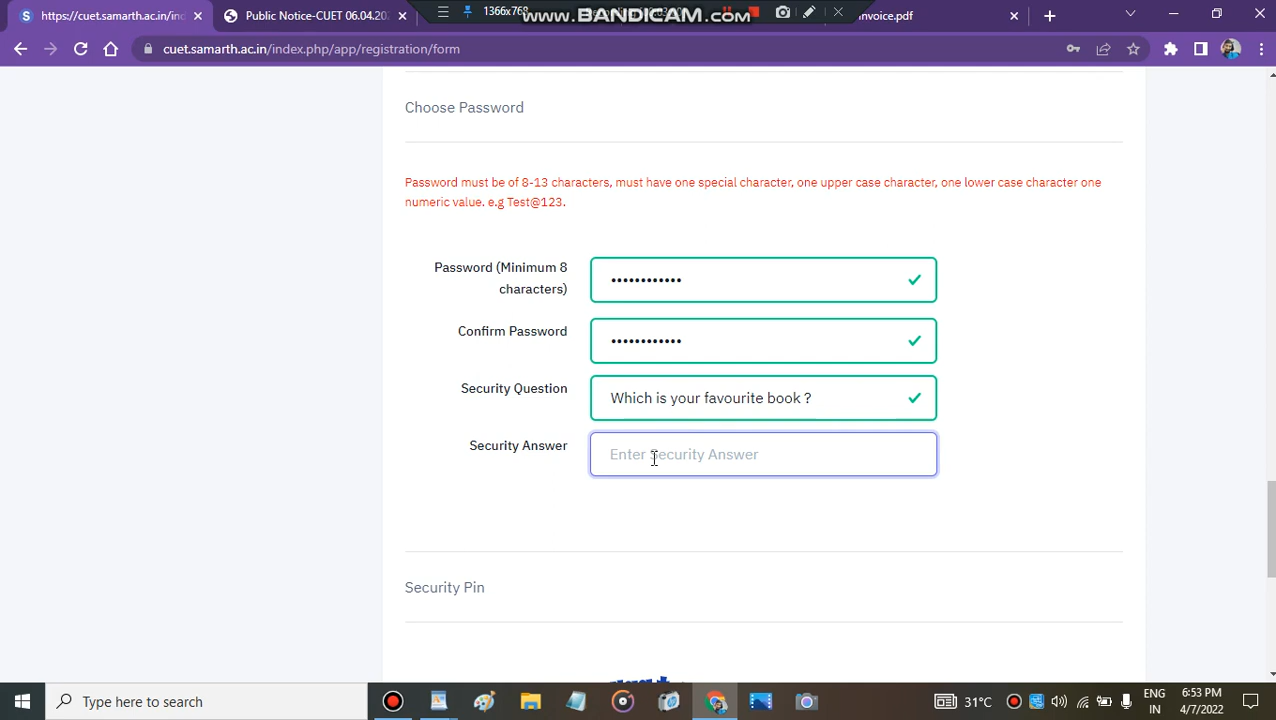 https://cuet.samarth.ac.in/in
Public Notice-CUET 06.04.202
1366x768
www.BANDICAM.com
invoice.pdf
cuet.samarth.ac.in/index.php/app/registration/form
Choose Password
Password must be of 8-13 characters, must have one special character, one upper case character, one lower case character one
numeric value. e.g Test@123.
Password (Minimum 8
characters)
Confirm Password
Security Question
Which is your favourite book ?
Security Answer
Enter Security Answer
Security Pin
Type here to search
31°C
ENG
IN
6:53 PM
4/7/2022